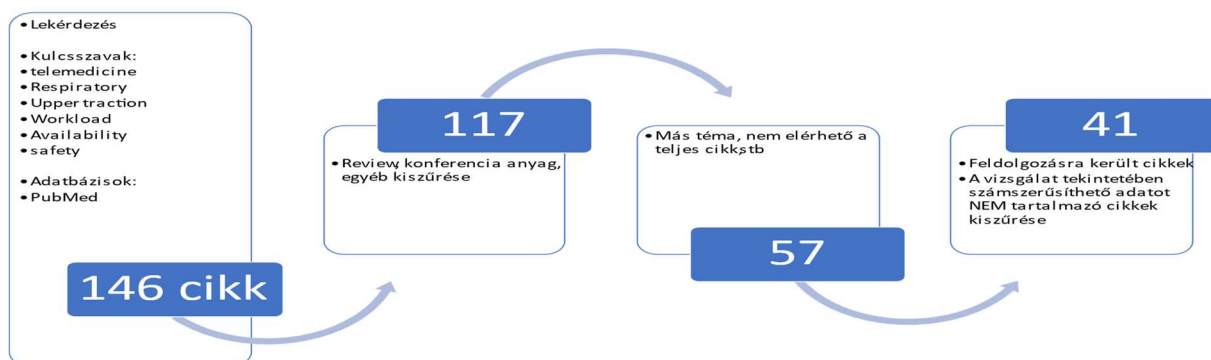 • Lekérdezés
• Kulcsszavak:
• telemedicine
• Respiratory
• Upper traction
• Workload
• Availability
• safety
• Adatbázisok:
• PubMed
146 cikk
117
• Review, konferencia anyag,
egyéb kiszűrése
• Más téma, nem elérhető a
teljes cikk,stb
57
41
• Feldolgozásra került cikkek
• A vizsgálat tekintetében
számszerűsíthető adatot
NEM tartalmazó cikkek
kiszűrése